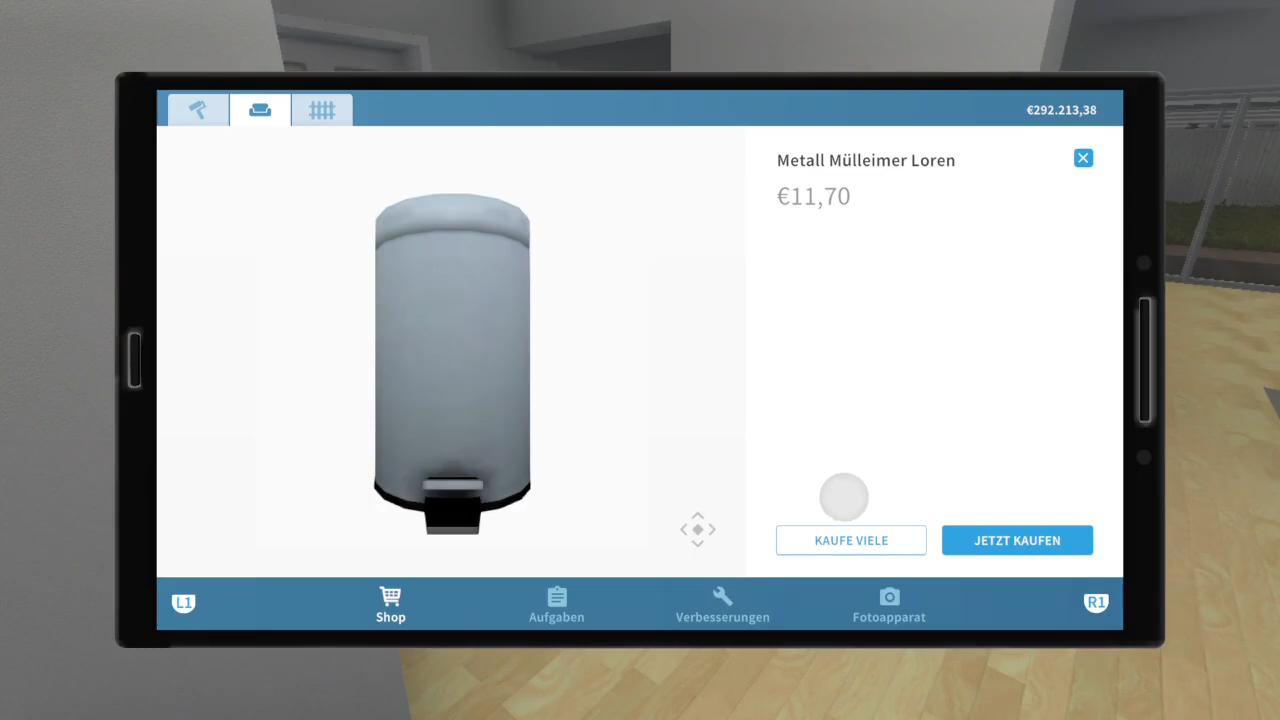 €292.213,38
Metall Mülleimer Loren
€11,70
KAUFE VIELE
JETZT KAUFEN
L1
Shop
Aufgaben
Verbesserungen
Fotoapparat
R1